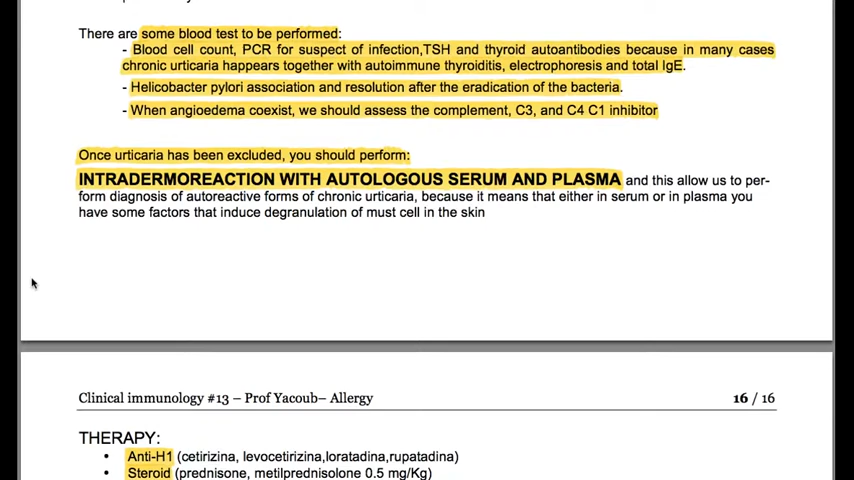 There are some blood test to be performed:
- Blood cell count, PCR for suspect of infection,TSH and thyroid autoantibodies because in many cases
chronic urticaria happears together with autoimmune thyroiditis, electrophoresis and total IgE.
- Helicobacter pylori association and resolution after the eradication of the bacteria.
- When angioedema coexist, we should assess the complement, C3, and C4 C1 inhibitor
Once urticaria has been excluded, you should perform:
INTRADERMOREACTION WITH AUTOLOGOUS SERUM AND PLASMA and this allow us to per-
form diagnosis of autoreactive forms of chronic urticaria, because it means that either in serum or in plasma you
have some factors that induce degranulation of must cell in the skin
Clinical immunology #13 – Prof Yacoub– Allergy 16 / 16
THERAPY:
• Anti-H1 (cetirizina, levocetirizina,loratadina,rupatadina)
• Steroid (prednisone, metilprednisolone 0.5 mg/Kg)